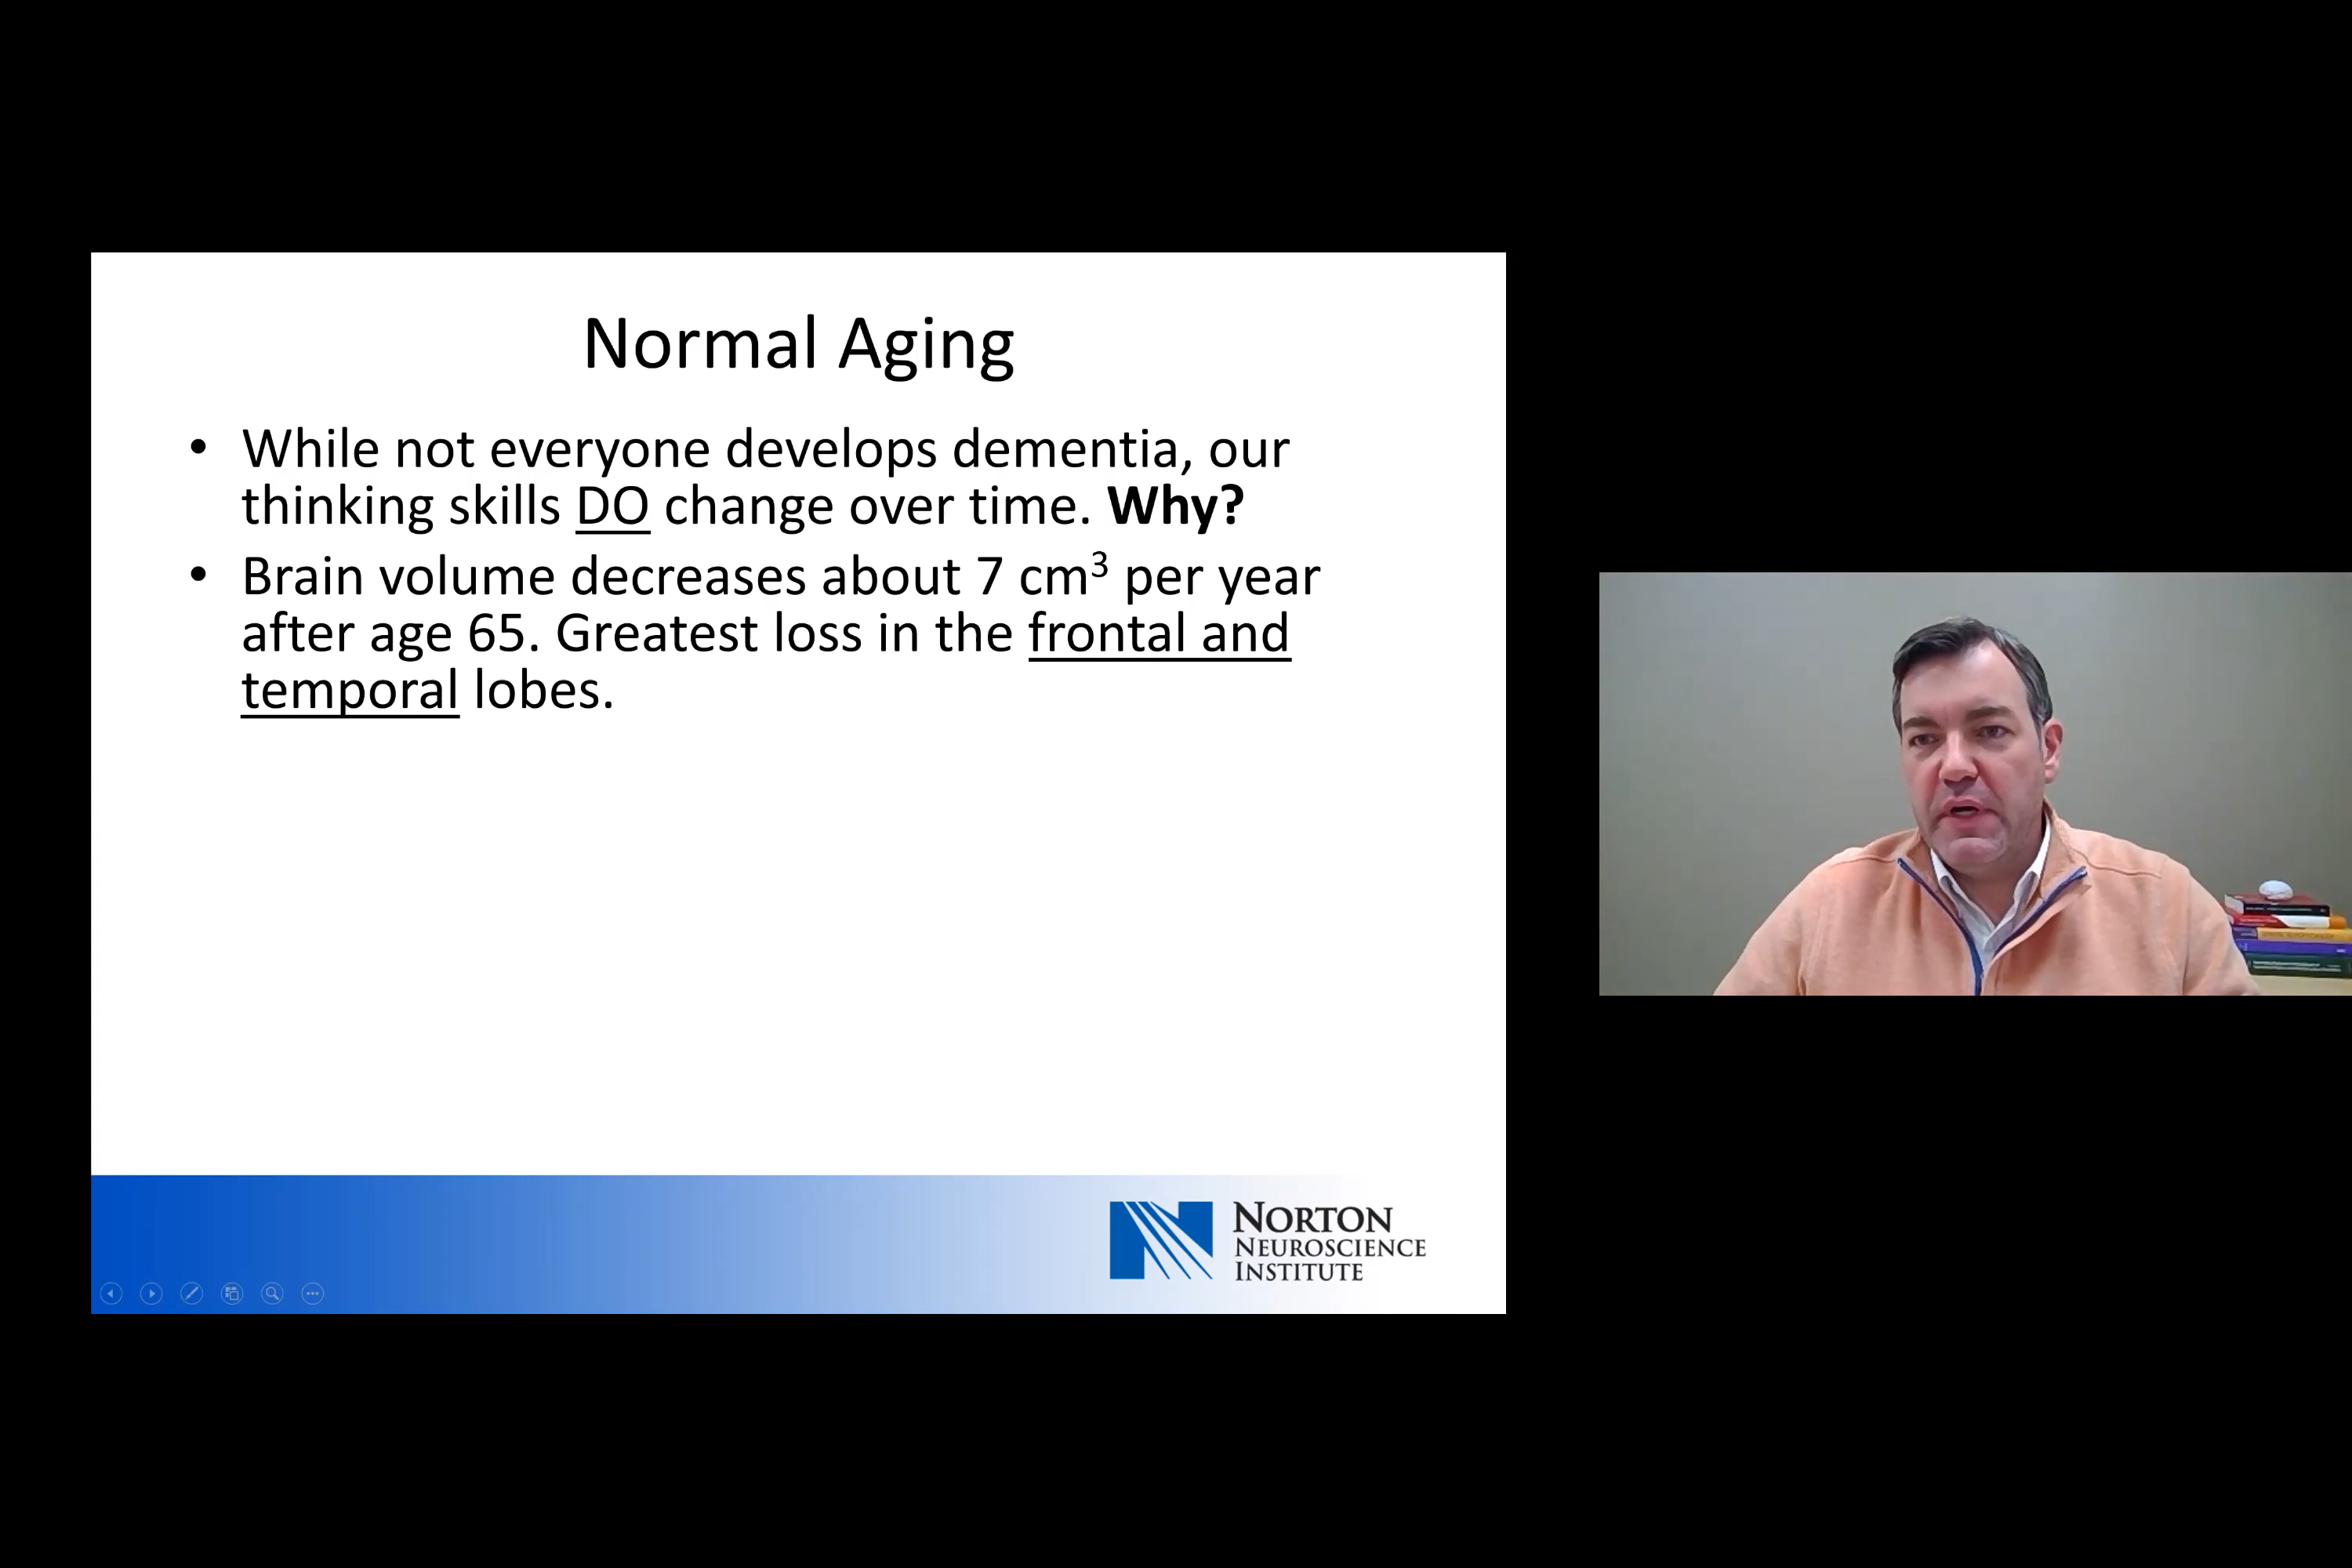 Normal Aging
• While not everyone develops dementia, our
thinking skills DO change over time. Why?
• Brain volume decreases about 7 cm³ per year
after age 65. Greatest loss in the frontal and
temporal lobes.
NORTON
NEUROSCIENCE
INSTITUTE